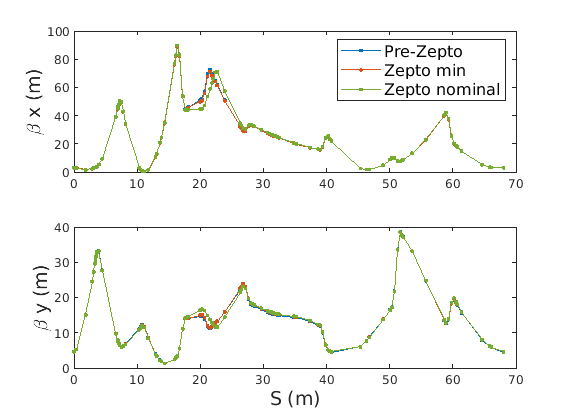 100
80
60
40
20
0
β x (m)
Pre-Zepto
Zepto min
Zepto nominal
0 10 20 30 40 50 60 70
40
30
20
10
0
β y (m)
0 10 20 30 40 50 60 70
S (m)